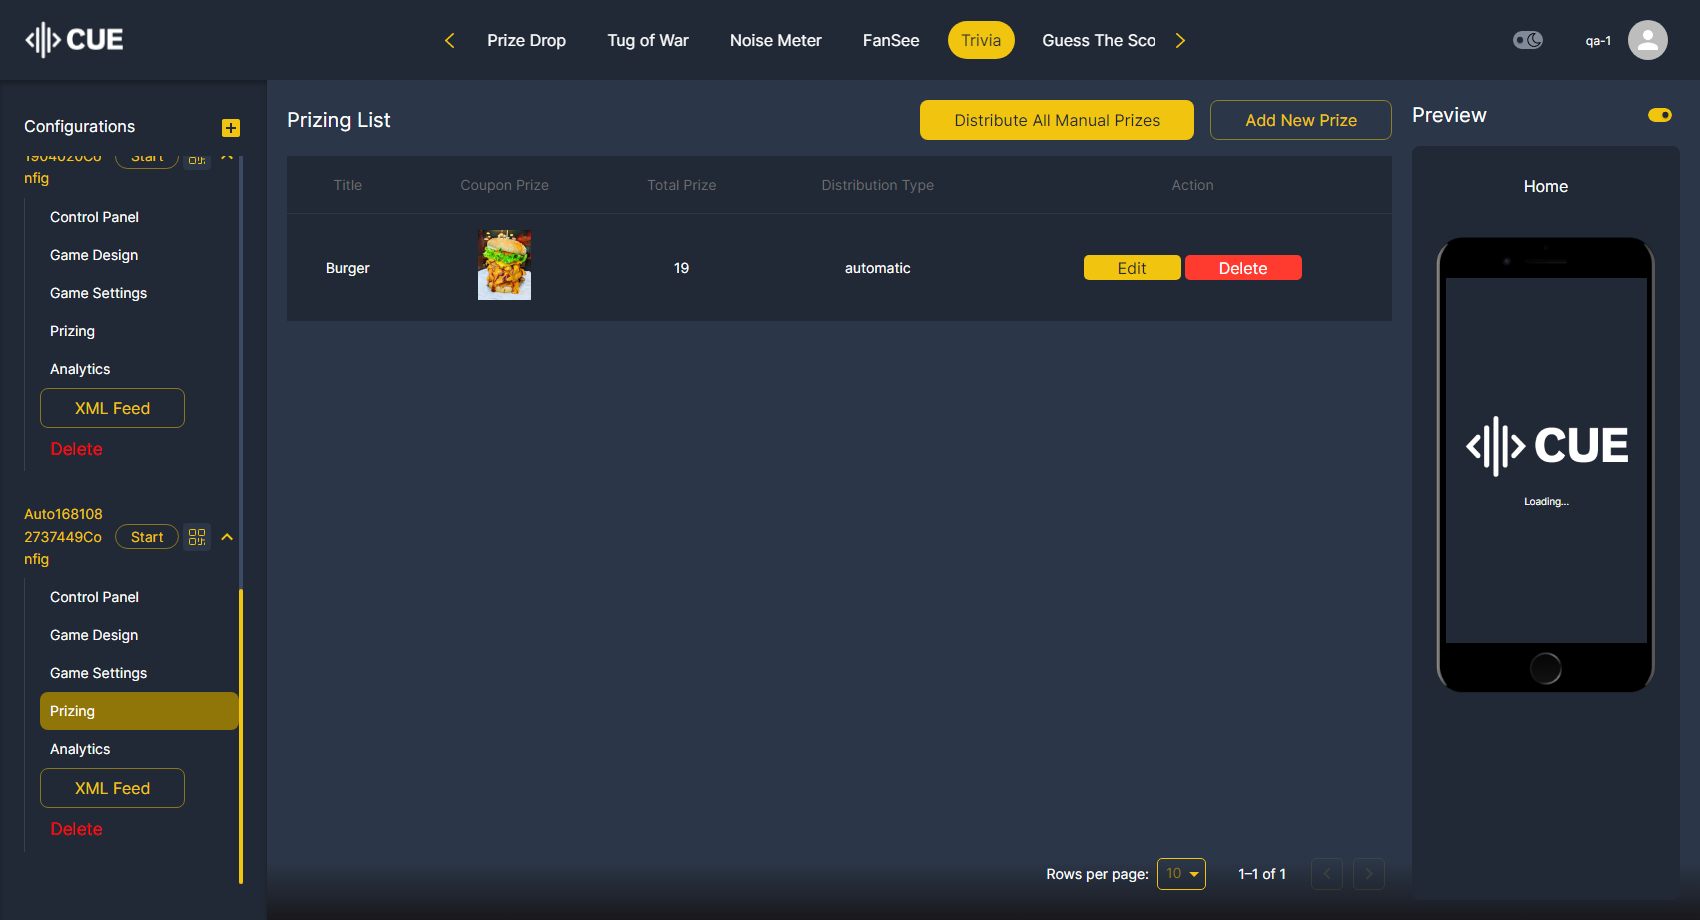 CUE
Prize Drop
Tug of War
Noise Meter
FanSee
Trivia
Guess The Sco
qa-1
Configurations
1904020Co
nfig
Start
Control Panel
Game Design
Game Settings
Prizing
Analytics
XML Feed
Delete
Auto168108
2737449Co
nfig
Start
Control Panel
Game Design
Game Settings
Prizing
Analytics
XML Feed
Delete
Prizing List
Distribute All Manual Prizes
Add New Prize
Title
Coupon Prize
Total Prize
Distribution Type
Action
Burger
19
automatic
Edit
Delete
Rows per page:
10
1–1 of 1
Preview
Home
CUE
Loading...